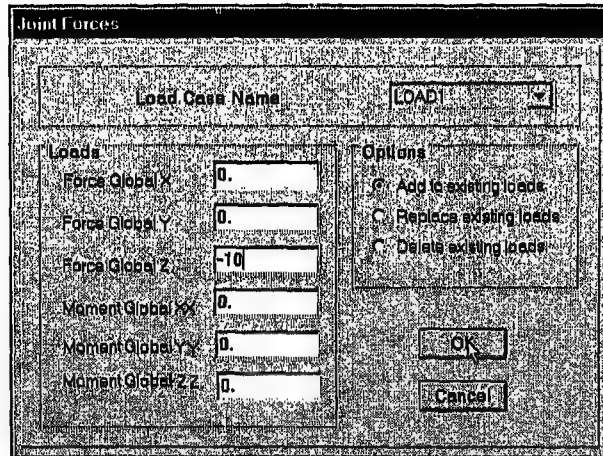 Joint Forces
Load Case Name
LOAD1
Loads
Force Global X
0.
Force Global Y
0.
Force Global Z
-10
Moment Global XX
0.
Moment Global YY
0.
Moment Global ZZ
0.
Options
Add to existing loads
Replace existing loads
Delete existing loads
OK
Cancel